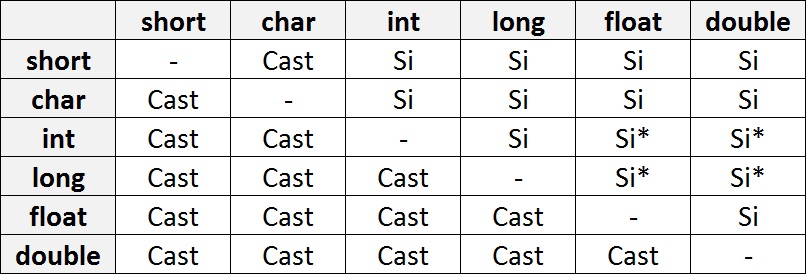 short char int long float double
short - Cast Si Si Si Si
char Cast - Si Si Si Si
int Cast Cast - Si Si* Si*
long Cast Cast Cast - Si* Si*
float Cast Cast Cast Cast - Si
double Cast Cast Cast Cast Cast -